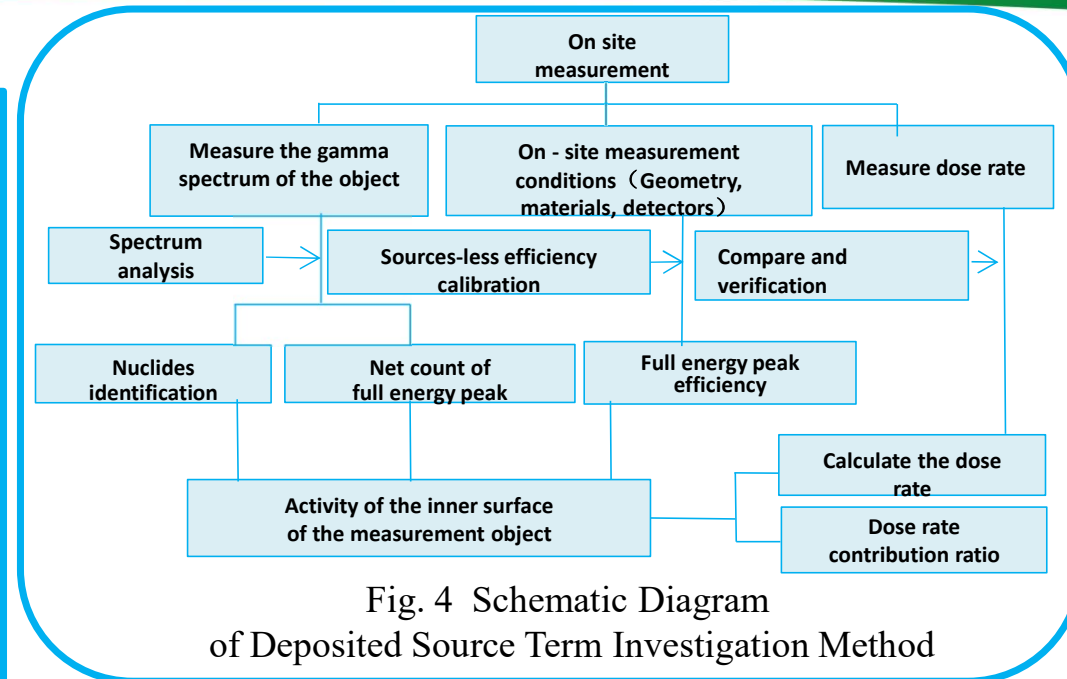 On site
measurement
Measure the gamma
spectrum of the object
On - site measurement
conditions（Geometry,
materials, detectors）
Measure dose rate
Spectrum
analysis
Sources-less efficiency
calibration
Compare and
verification
Nuclides
identification
Net count of
full energy peak
Full energy peak
efficiency
Calculate the dose
rate
Activity of the inner surface
of the measurement object
Dose rate
contribution ratio
Fig. 4  Schematic Diagram
of Deposited Source Term Investigation Method